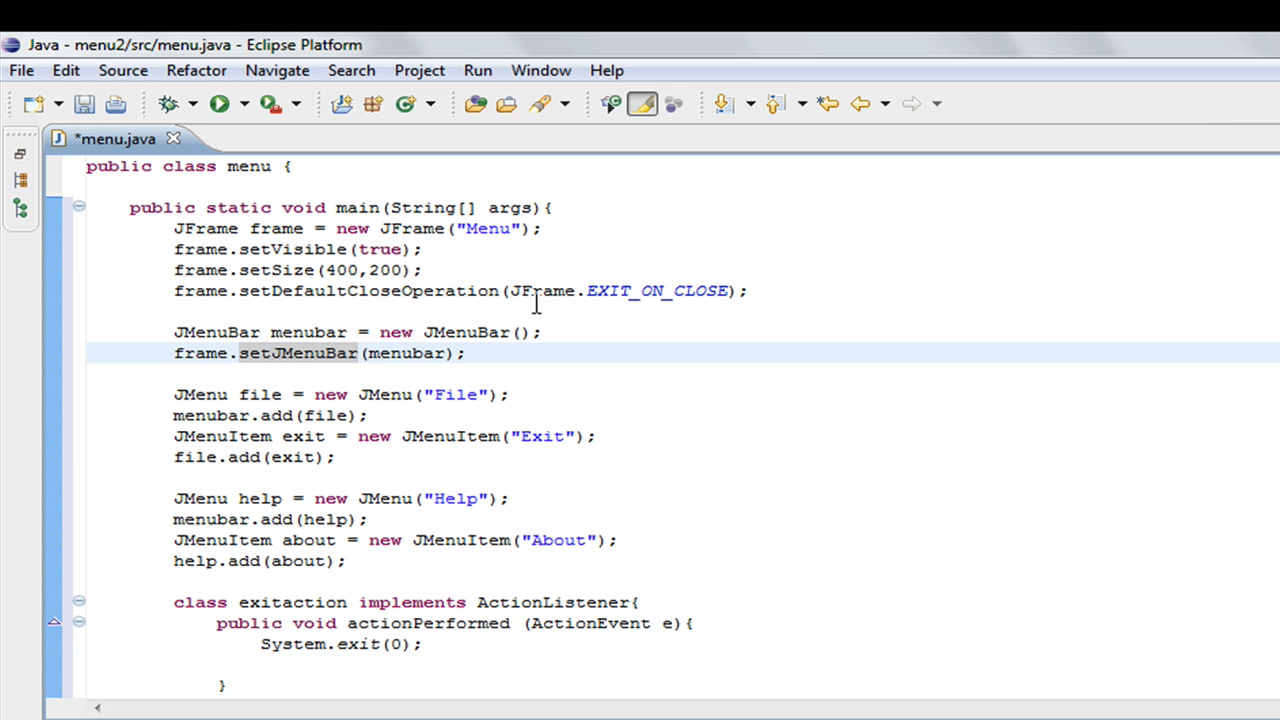 Java - menu2/src/menu.java - Eclipse Platform
File Edit Source Refactor Navigate Search Project Run Window Help
*menu.java
public class menu {
public static void main(String[] args){
JFrame frame = new JFrame("Menu");
frame.setVisible(true);
frame.setSize(400,200);
frame.setDefaultCloseOperation(JFrame.EXIT_ON_CLOSE);
JMenuBar menubar = new JMenuBar();
frame.setJMenuBar(menubar);
JMenu file = new JMenu("File");
menubar.add(file);
JMenuItem exit = new JMenuItem("Exit");
file.add(exit);
JMenu help = new JMenu("Help");
menubar.add(help);
JMenuItem about = new JMenuItem("About");
help.add(about);
class exitaction implements ActionListener{
public void actionPerformed (ActionEvent e){
System.exit(0);
}